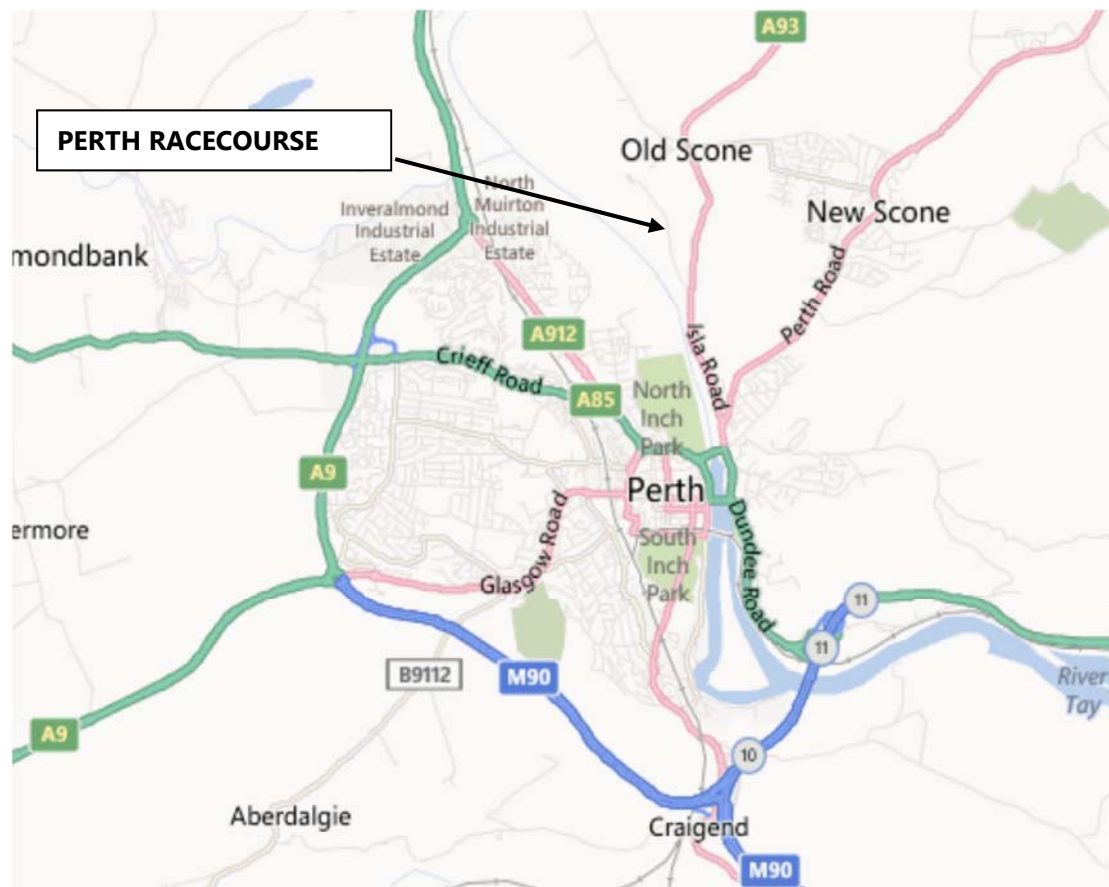 A93
PERTH RACECOURSE
Old Scone
North
Muirton
Industrial
Estate
Inveralmond
Industrial
Estate
New Scone
mondbank
Perth Road
A912
Isla Road
Crieff Road
A85
North
Inch
Park
A9
Perth
ermore
Glasgow Road
South
Inch
Park
Dundee Road
11
11
B9112
M90
River
Tay
A9
10
Aberdalgie
Craigend
M90